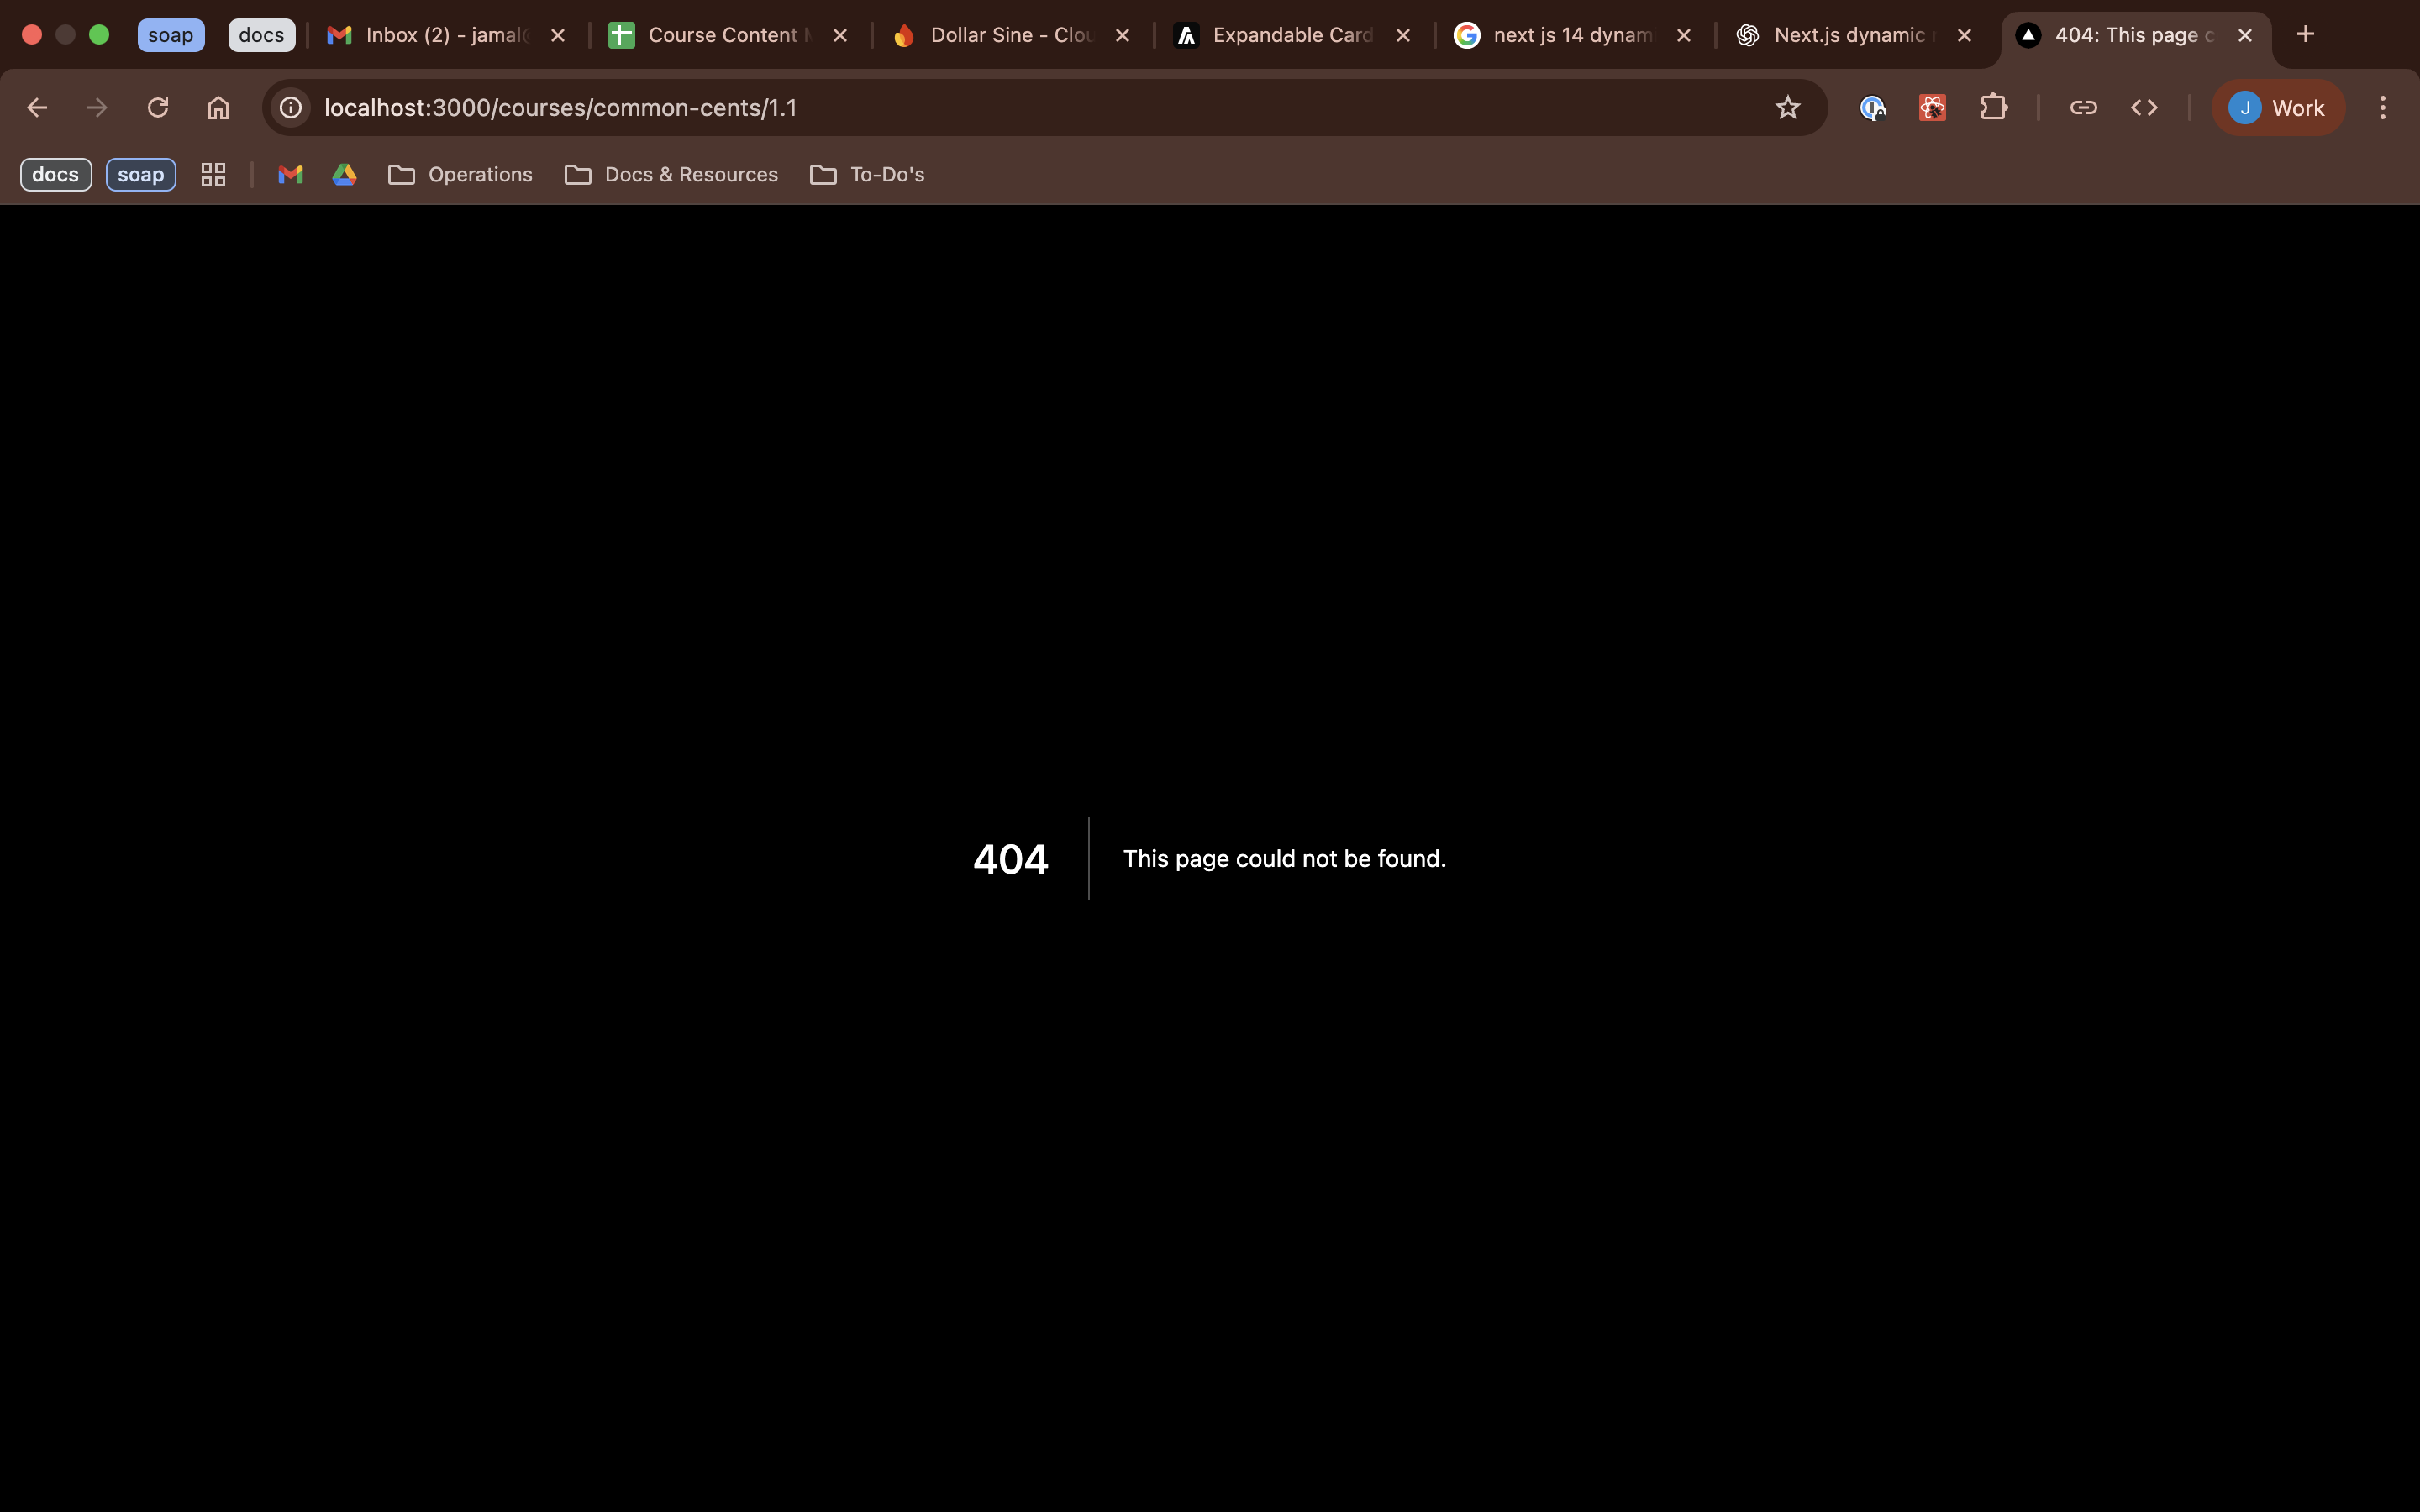 soap docs Inbox (2) - jamal Course Content Dollar Sine - Clou Expandable Card next js 14 dynam Next.js dynamic 404: This page c
localhost:3000/courses/common-cents/1.1 J Work
docs soap Operations Docs & Resources To-Do's
404 This page could not be found.